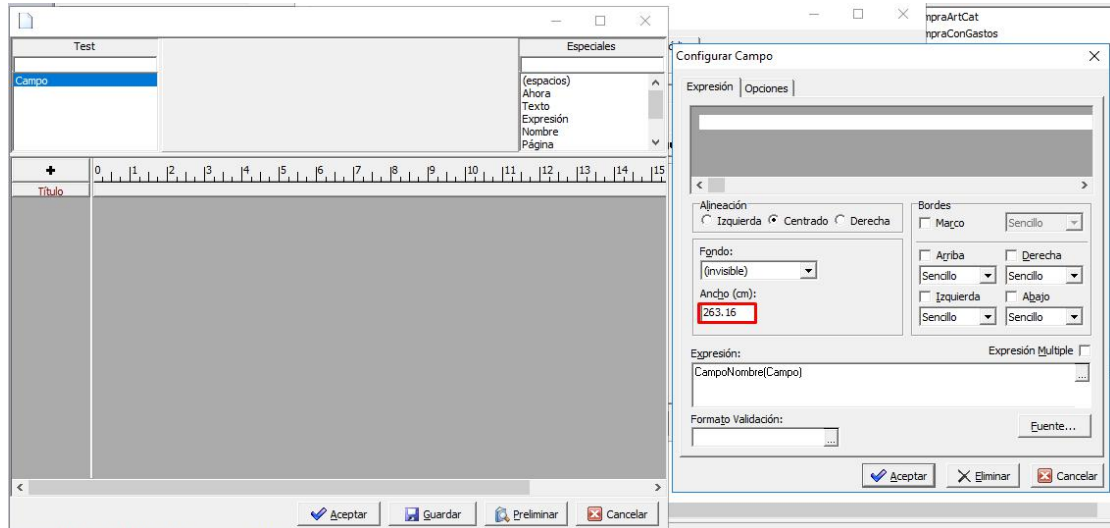 Test
Especiales
Campo
(espacios)
Ahora
Texto
Expresión
Nombre
Página
+
0 1 2 3 4 5 6 7 8 9 10 11 12 13 14 15
Título
Aceptar
Guardar
Preliminar
Cancelar
mpraArtCat
mpraConGastos
Configurar Campo
Expresión
Opciones
Alineación
Izquierda
Centrado
Derecha
Fondo:
(invisible)
Ancho (cm):
263.16
Bordes
Marco
Sencillo
Arriba
Derecha
Sencillo
Sencillo
Izquierda
Abajo
Sencillo
Sencillo
Expresión:
Expresión Multiple
CampoNombre(Campo)
...
Formato Validación:
...
Fuente...
Aceptar
Eliminar
Cancelar